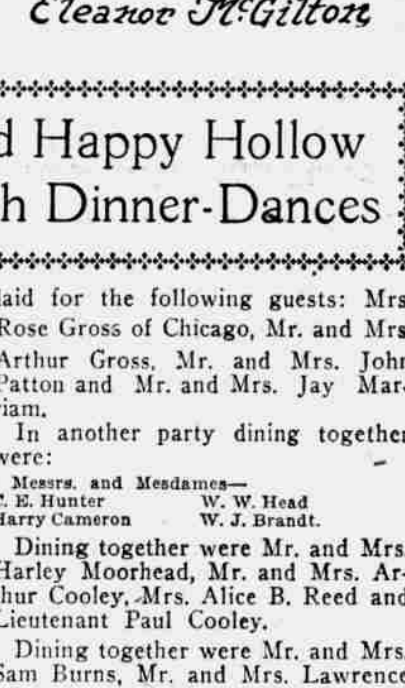 Eleanor McGilton
d Happy Hollow
h Dinner-Dances
laid for the following guests: Mrs
Rose Gross of Chicago, Mr. and Mrs
Arthur Gross, Mr. and Mrs. John
Patton and Mr. and Mrs. Jay Mar-
riam.
In another party dining together
were:
Messrs. and Mesdames—
C. E. Hunter W. W. Head
Harry Cameron W. J. Brandt.
Dining together were Mr. and Mrs.
Harley Moorhead, Mr. and Mrs. Ar-
thur Cooley, Mrs. Alice B. Reed and
Lieutenant Paul Cooley.
Dining together were Mr. and Mrs.
Sam Burns, Mr. and Mrs. Lawrence